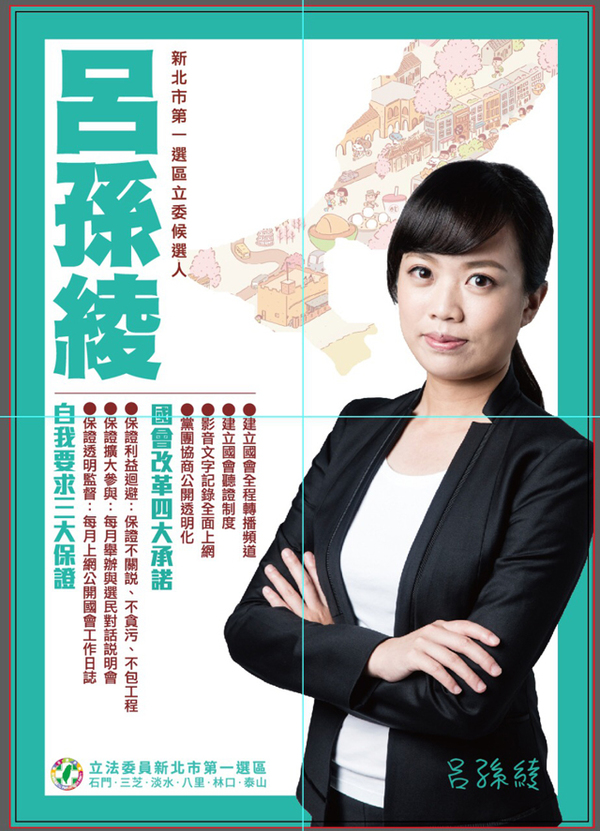 呂孫綾
新北市第一選區立委候選人
國會改革四大承諾
●建立國會全程轉播頻道
●建立國會聽證制度
●影音文字記錄全面上網
●黨團協商公開透明化
自我要求三大保證
●保證利益迴避：保證不關說、不貪污、不包工程
●保證擴大參與：每月舉辦與選民對話說明會
●保證透明監督：每月上網公開國會工作日誌
立法委員新北市第一選區
石門·三芝·淡水·八里·林口·泰山
呂孫綾